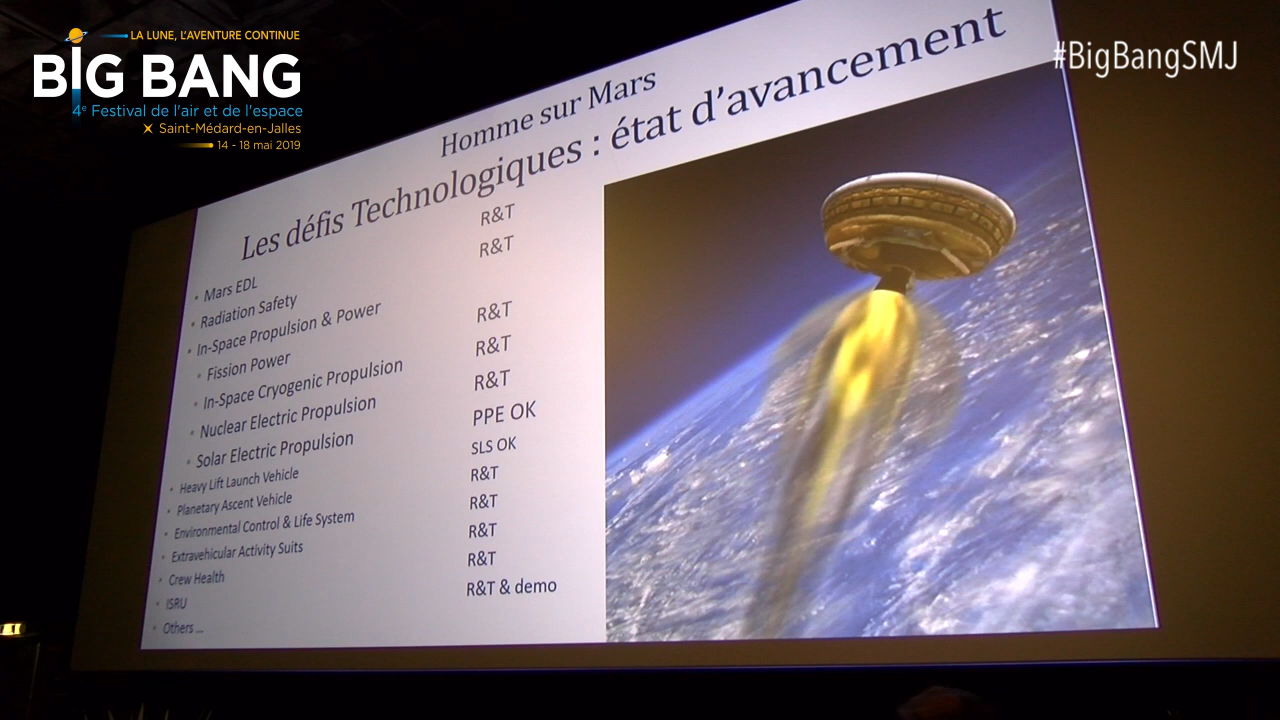 LA LUNE, L'AVENTURE CONTINUE
BIG BANG
4e Festival de l'air et de l'espace
Saint-Médard-en-Jalles
14 - 18 mai 2019
#BigBangSMJ
Homme sur Mars
Les défis Technologiques : état d'avancement
• Mars EDL
• Radiation Safety
• In-Space Propulsion & Power
• Fission Power
• In-Space Cryogenic Propulsion
• Nuclear Electric Propulsion
• Solar Electric Propulsion
• Heavy Lift Launch Vehicle
• Planetary Ascent Vehicle
• Environmental Control & Life System
• Extravehicular Activity Suits
• Crew Health
• ISRU
• Others ...
R&T
R&T
R&T
R&T
R&T
PPE OK
SLS OK
R&T
R&T
R&T
R&T
R&T & demo